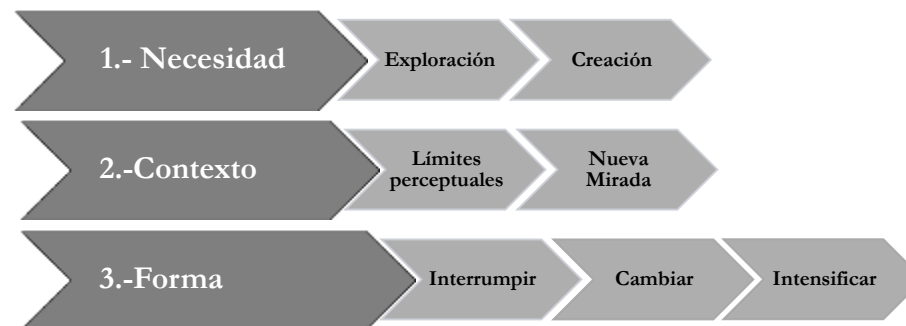 1.- Necesidad
Exploración
Creación
2.-Contexto
Límites
perceptuales
Nueva
Mirada
3.-Forma
Interrumpir
Cambiar
Intensificar